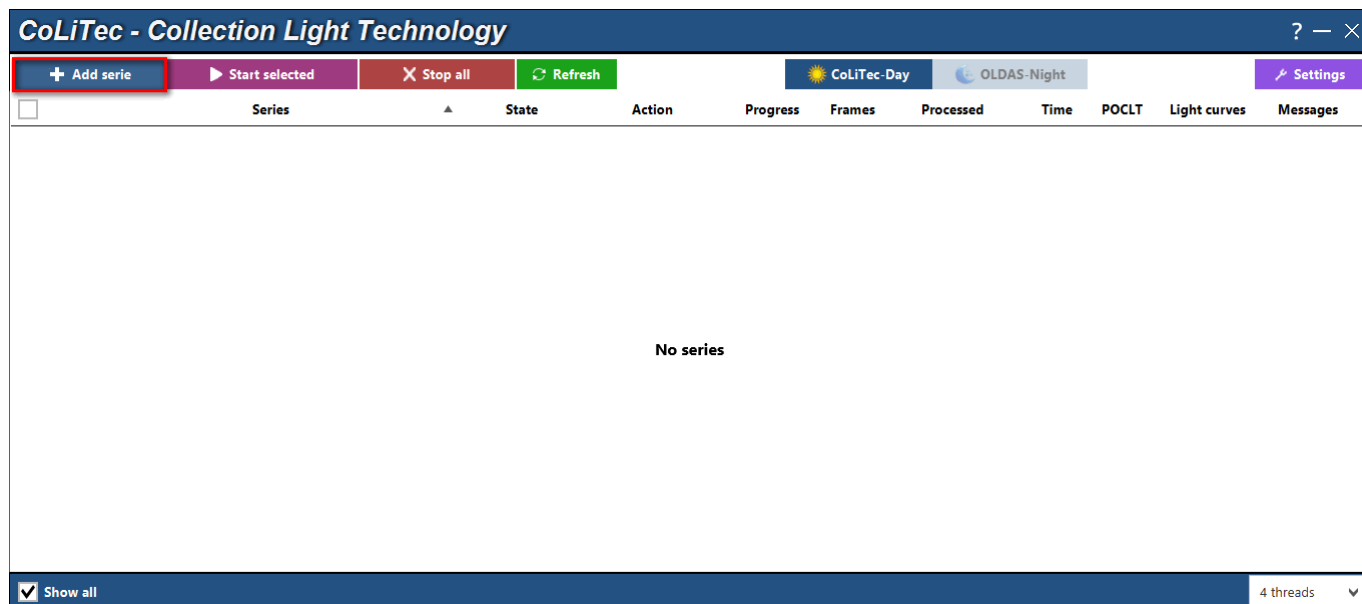 CoLiTec - Collection Light Technology ?
Add serie Start selected Stop all Refresh CoLiTec-Day OLDAS-Night Settings
Series State Action Progress Frames Processed Time POCLT Light curves Messages
No series
Show all 4 threads